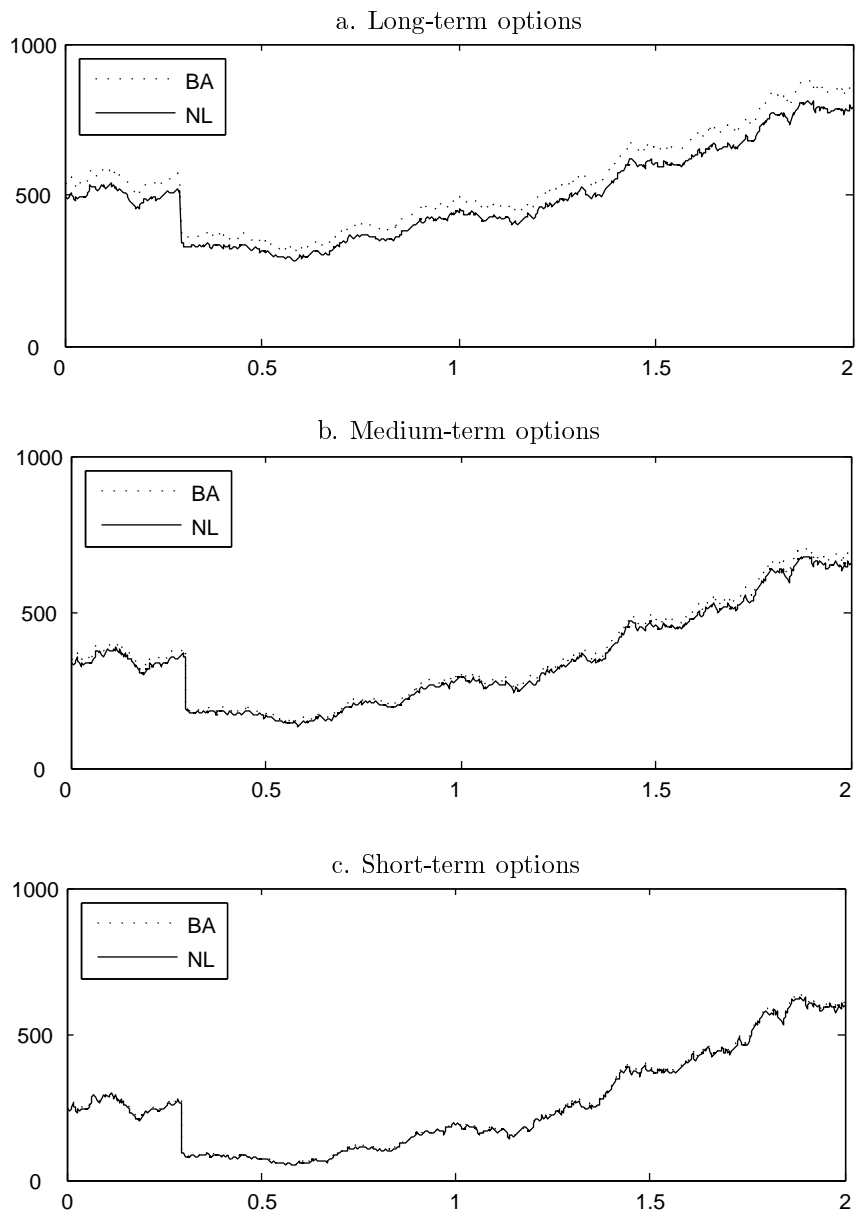 a. Long-term options
1000
BA
NL
500
0
0 0.5 1 1.5 2
b. Medium-term options
1000
BA
NL
500
0
0 0.5 1 1.5 2
c. Short-term options
1000
BA
NL
500
0
0 0.5 1 1.5 2